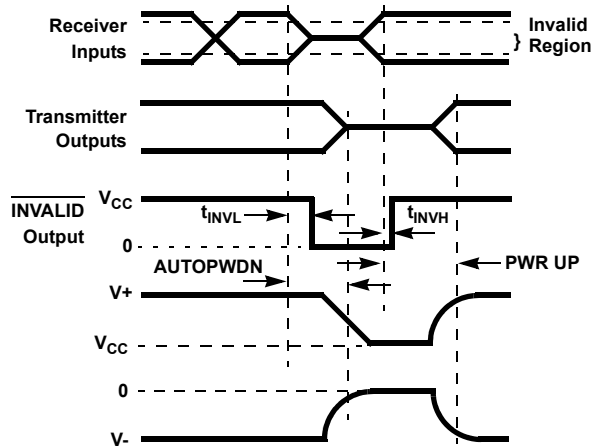 Receiver
Inputs
} Invalid
Region
Transmitter
Outputs
INVALID
Output
VCC
0
tINVL
tINVH
AUTOPWDN
PWR UP
V+
VCC
0
V-